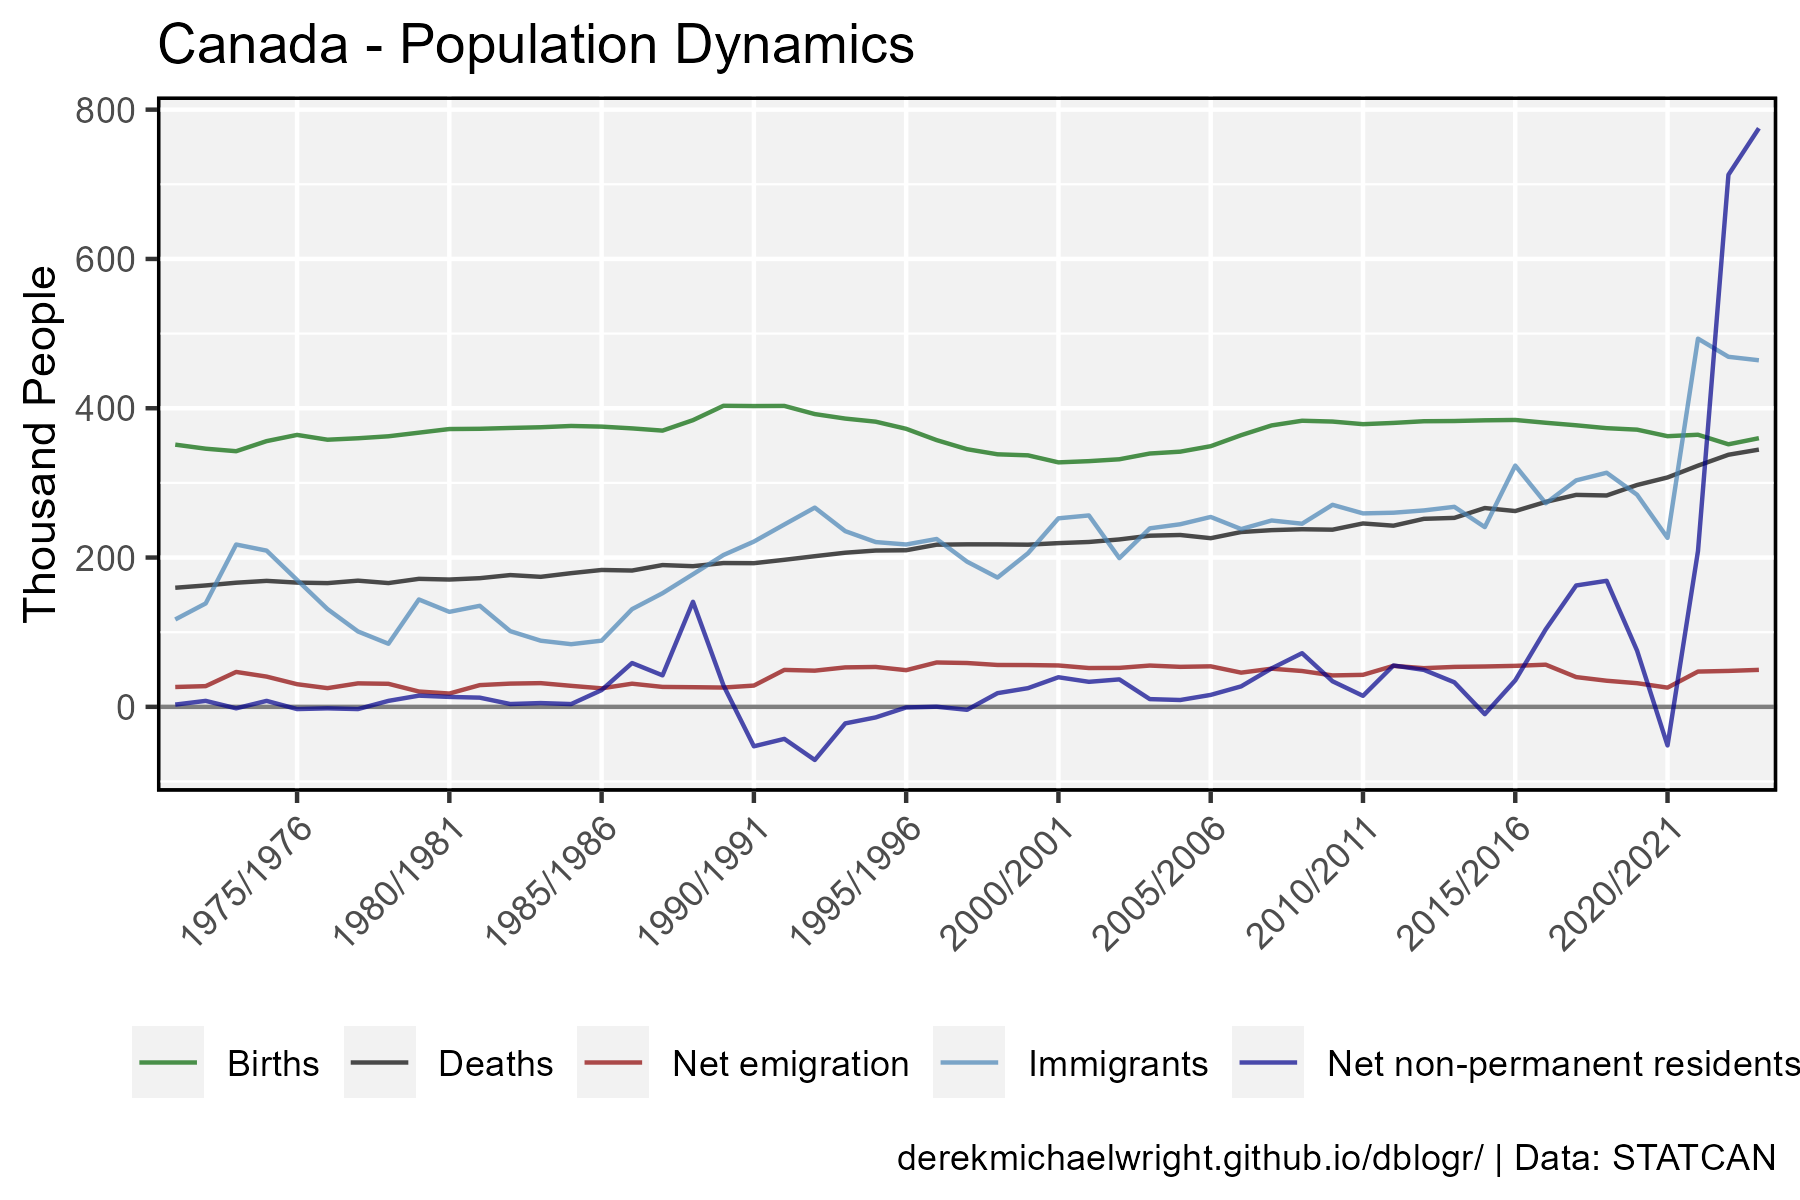 Canada - Population Dynamics
Thousand People
800
600
400
200
0
1975/1976
1980/1981
1985/1986
1990/1991
1995/1996
2000/2001
2005/2006
2010/2011
2015/2016
2020/2021
Births
Deaths
Net emigration
Immigrants
Net non-permanent residents
derekmichaelwright.github.io/dblogr/ | Data: STATCAN